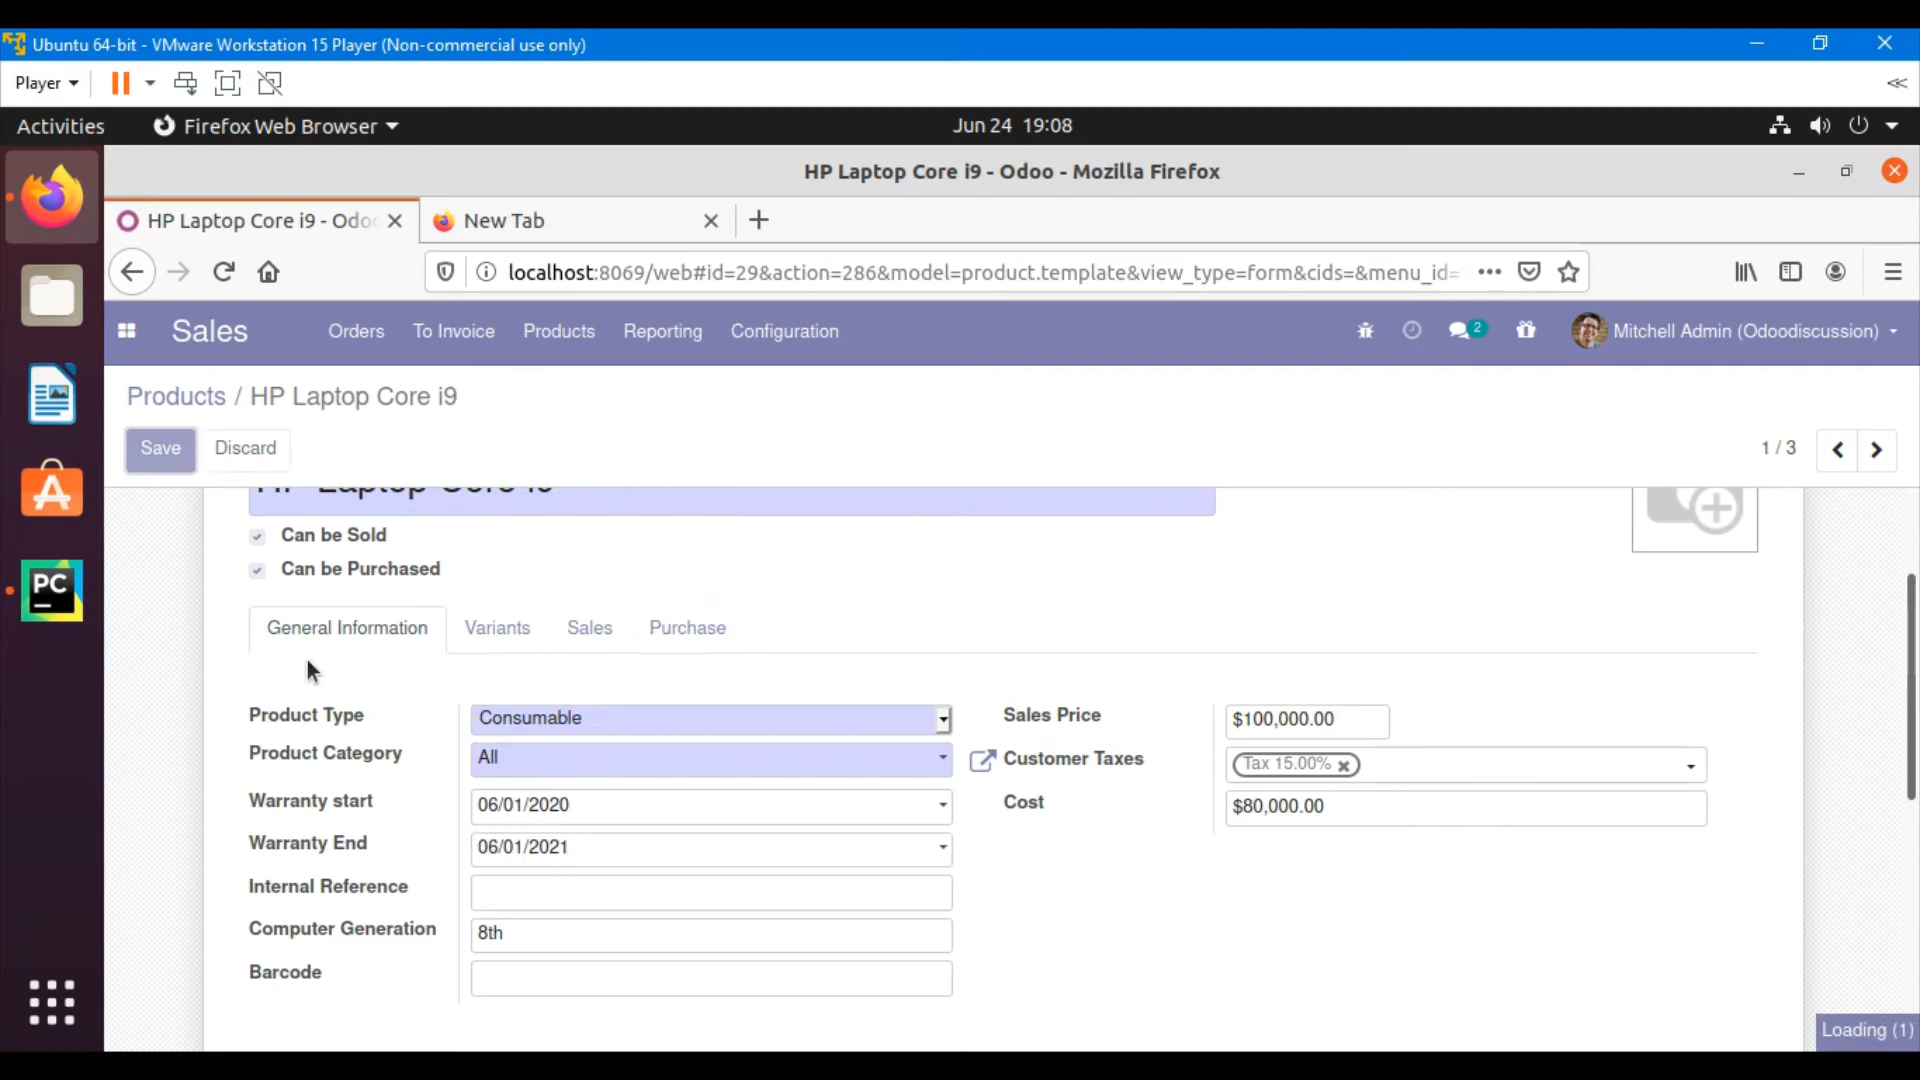 Ubuntu 64-bit - VMware Workstation 15 Player (Non-commercial use only)
Player
Activities Firefox Web Browser Jun 24 19:08
HP Laptop Core i9 - Odoo - Mozilla Firefox
HP Laptop Core i9 - Odoo New Tab
localhost:8069/web#id=29&action=286&model=product.template&view_type=form&cids=&menu_id=
Sales Orders To Invoice Products Reporting Configuration 2 Mitchell Admin (Odoodiscussion)
Products / HP Laptop Core i9
Save Discard 1 / 3
HP Laptop Core i9
Can be Sold
Can be Purchased
General Information Variants Sales Purchase
Product Type Consumable Sales Price $100,000.00
Product Category All Customer Taxes Tax 15.00%
Warranty start 06/01/2020 Cost $80,000.00
Warranty End 06/01/2021
Internal Reference
Computer Generation 8th
Barcode
PC
Loading (1)